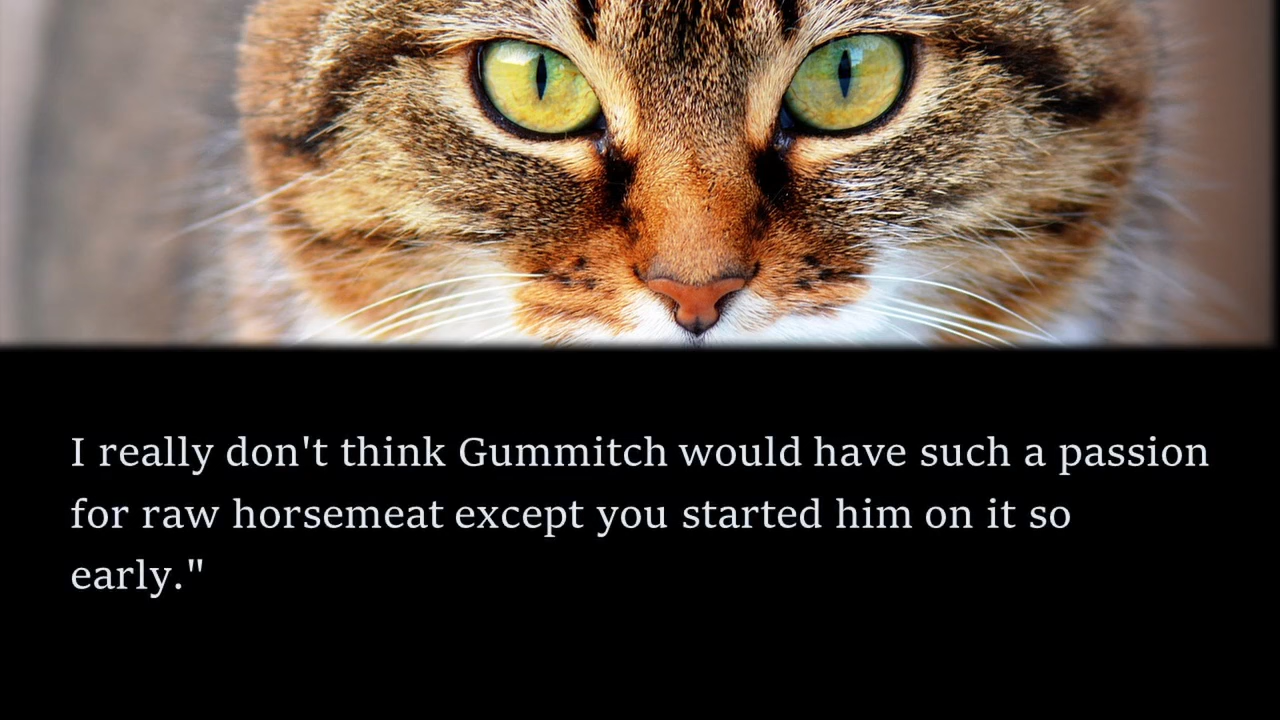 I really don't think Gummitch would have such a passion
for raw horsemeat except you started him on it so
early."